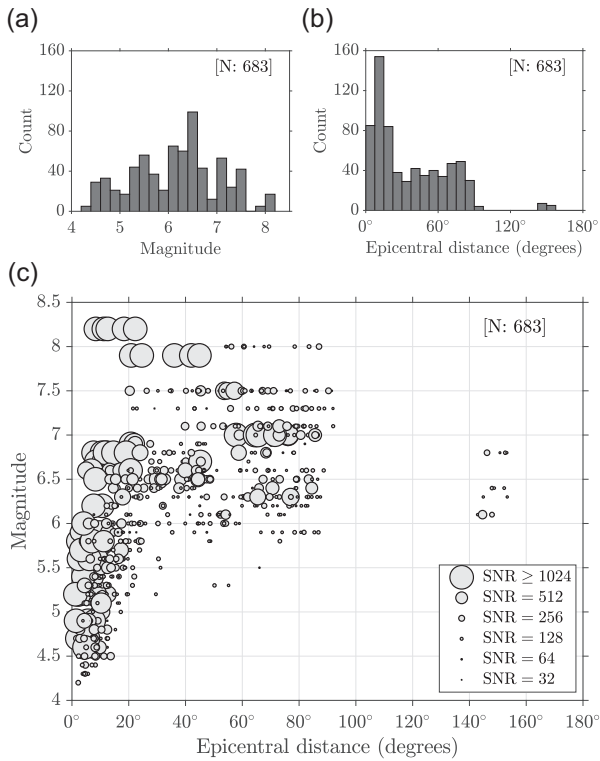 (a)
160
120
80
40
0
Count
[N: 683]
4 5 6 7 8
Magnitude
(b)
160
120
80
40
0
Count
[N: 683]
0° 60° 120° 180°
Epicentral distance (degrees)
(c)
8.5
8
7.5
7
6.5
6
5.5
5
4.5
4
Magnitude
[N: 683]
SNR ≥ 1024
SNR = 512
SNR = 256
SNR = 128
SNR = 64
SNR = 32
0° 20° 40° 60° 80° 100° 120° 140° 160° 180°
Epicentral distance (degrees)